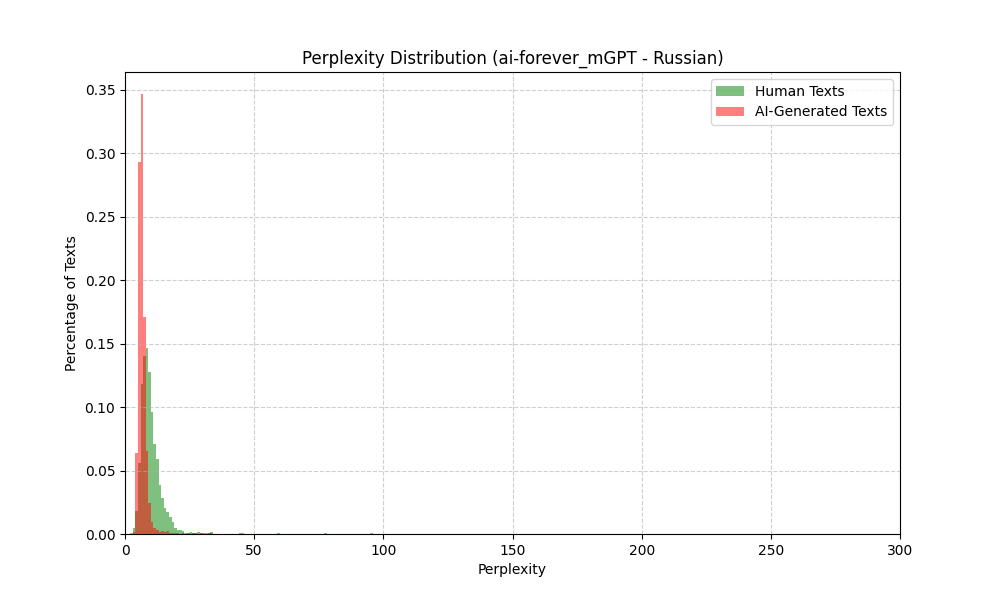 Perplexity Distribution (ai-forever_mGPT - Russian)
Human Texts
AI-Generated Texts
Percentage of Texts
0.35
0.30
0.25
0.20
0.15
0.10
0.05
0.00
0 50 100 150 200 250 300
Perplexity